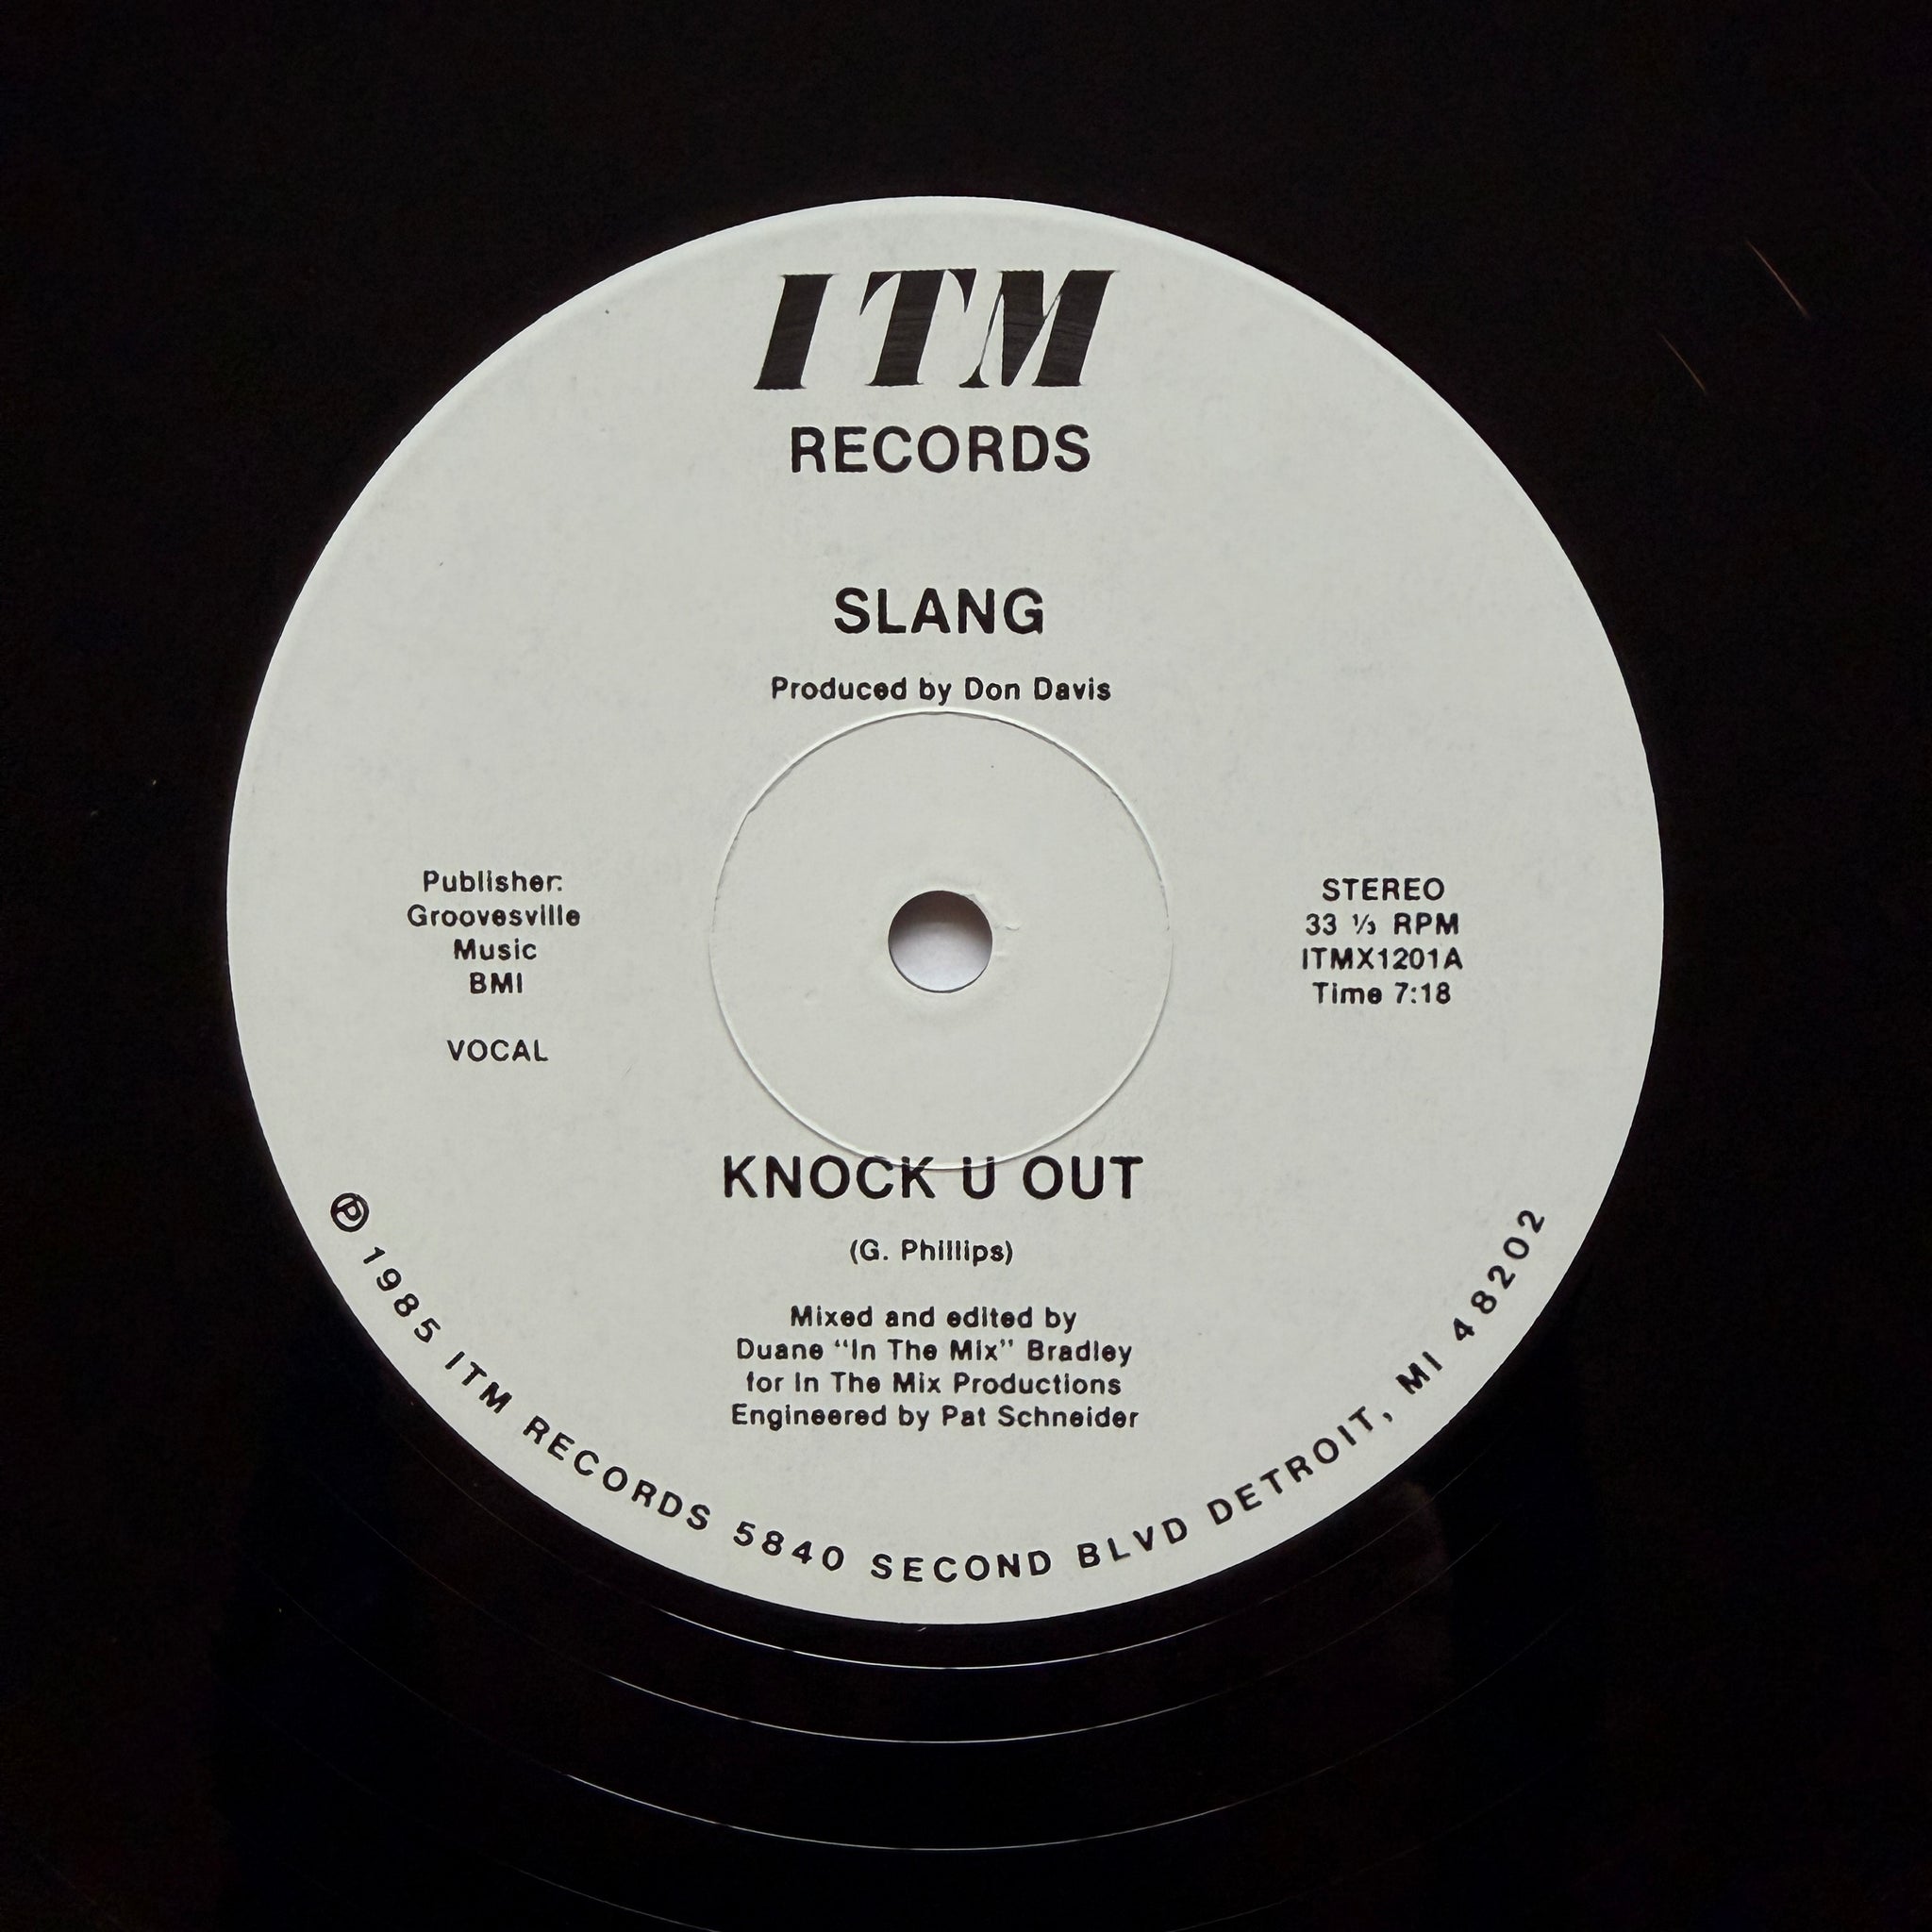 ITM
RECORDS
SLANG
Produced by Don Davis
Publisher:
Groovesville
Music
BMI
VOCAL
STEREO
33 ⅓ RPM
ITMX1201A
Time 7:18
KNOCK U OUT
(G. Phillips)
Mixed and edited by
Duane “In The Mix” Bradley
for In The Mix Productions
Engineered by Pat Schneider
℗ 1985 ITM RECORDS 5840 SECOND BLVD DETROIT, MI 48202